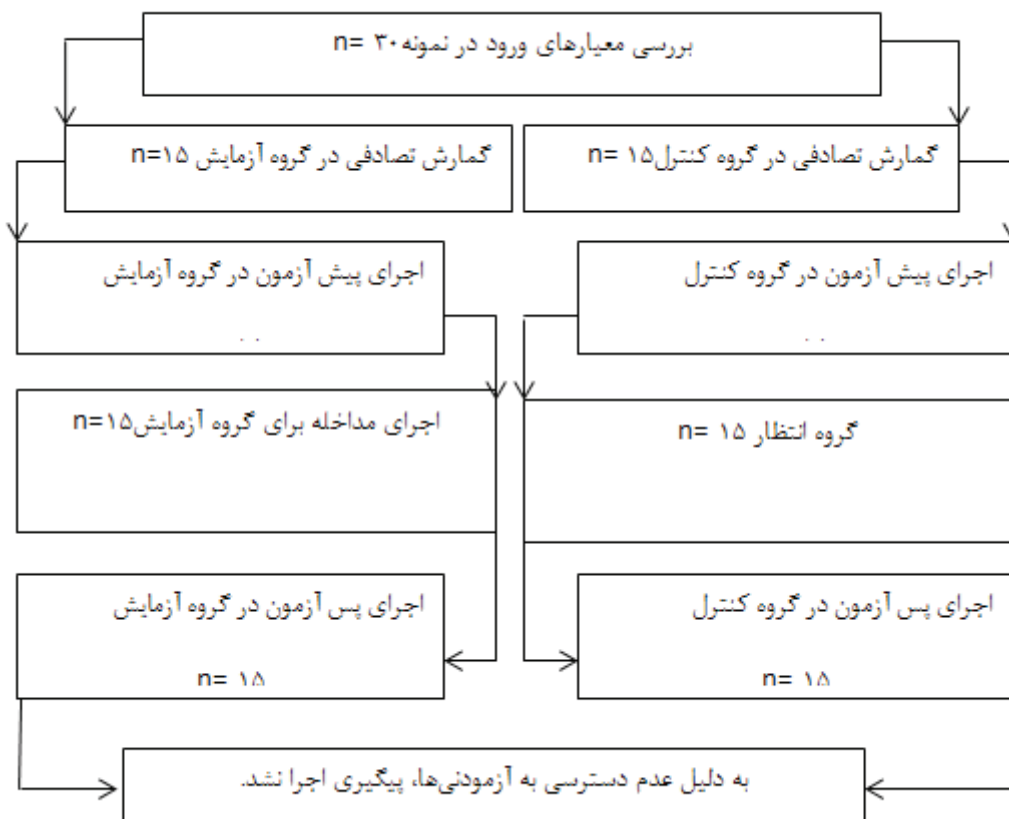 بررسی معیارهای ورود در نمونه۳۰ =n
گمارش تصادفی در گروه کنترل۱۵ =n
گمارش تصادفی در گروه آزمایش ۱۵=n
اجرای پیش آزمون در گروه کنترل
اجرای پیش آزمون در گروه آزمایش
گروه انتظار ۱۵ =n
اجرای مداخله برای گروه آزمایش۱۵=n
اجرای پس آزمون در گروه کنترل
n= ۱۵
اجرای پس آزمون در گروه آزمایش
n= ۱۵
به دلیل عدم دسترسی به آزمودنی‌ها، پیگیری اجرا نشد.